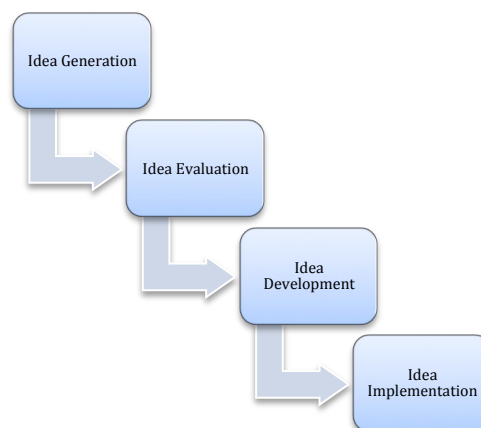 Idea Generation
Idea Evaluation
Idea
Development
Idea
Implementation